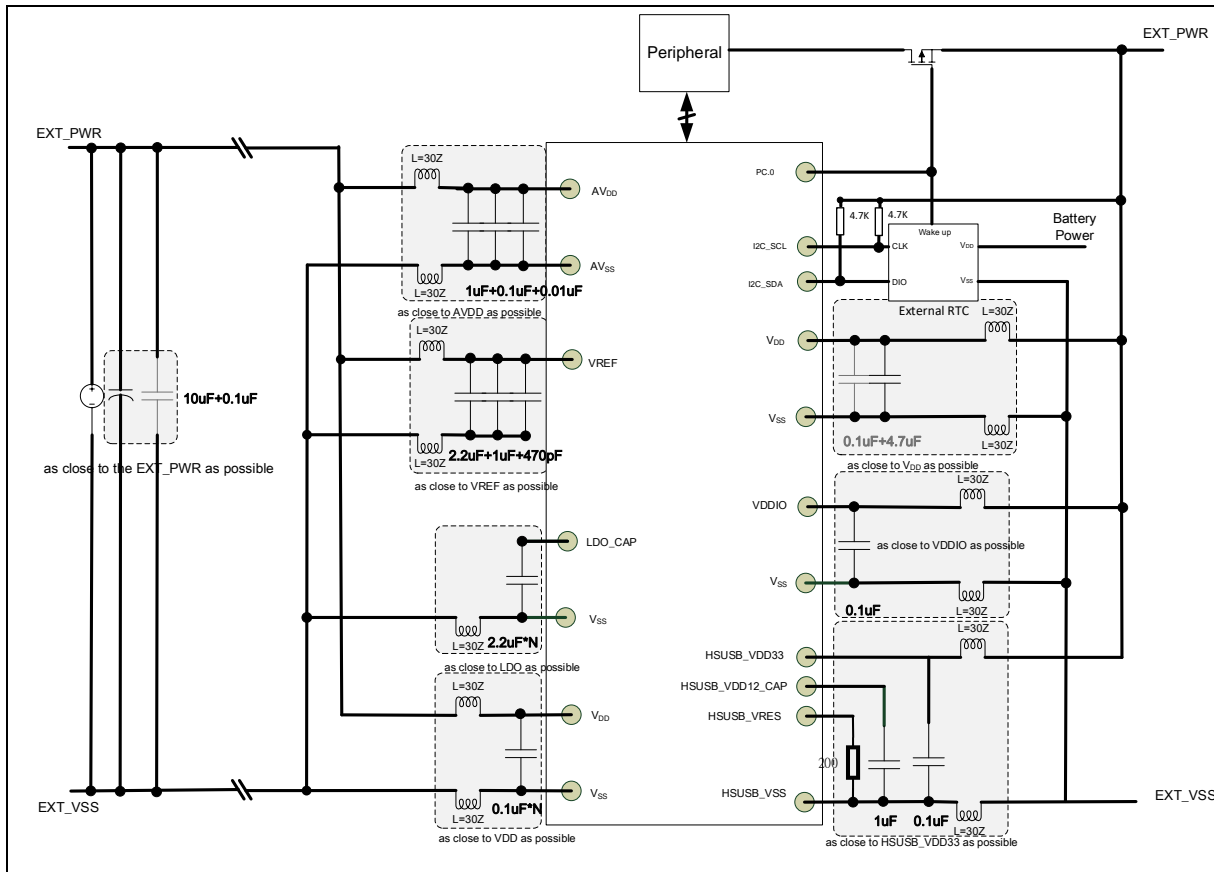 Peripheral
EXT_PWR
EXT_PWR
L=30Z
AVDD
AVSS
L=30Z
1uF+0.1uF+0.01uF
as close to AVDD as possible
L=30Z
VREF
L=30Z
2.2uF+1uF+470pF
as close to VREF as possible
10uF+0.1uF
as close to the EXT_PWR as possible
LDO_CAP
VSS
L=30Z
2.2uF*N
as close to LDO as possible
L=30Z
VDD
VSS
L=30Z
0.1uF*N
as close to VDD as possible
EXT_VSS
PC.0
4.7K
4.7K
Wake up
Battery
Power
I2C_SCL
CLK
VDD
I2C_SDA
DIO
VSS
External RTC
L=30Z
VDD
VSS
L=30Z
0.1uF+4.7uF
as close to VDD as possible
L=30Z
VDDIO
as close to VDDIO as possible
VSS
L=30Z
0.1uF
L=30Z
HSUSB_VDD33
HSUSB_VDD12_CAP
HSUSB_VRES
200
HSUSB_VSS
1uF
0.1uF
L=30Z
EXT_VSS
as close to HSUSB_VDD33 as possible